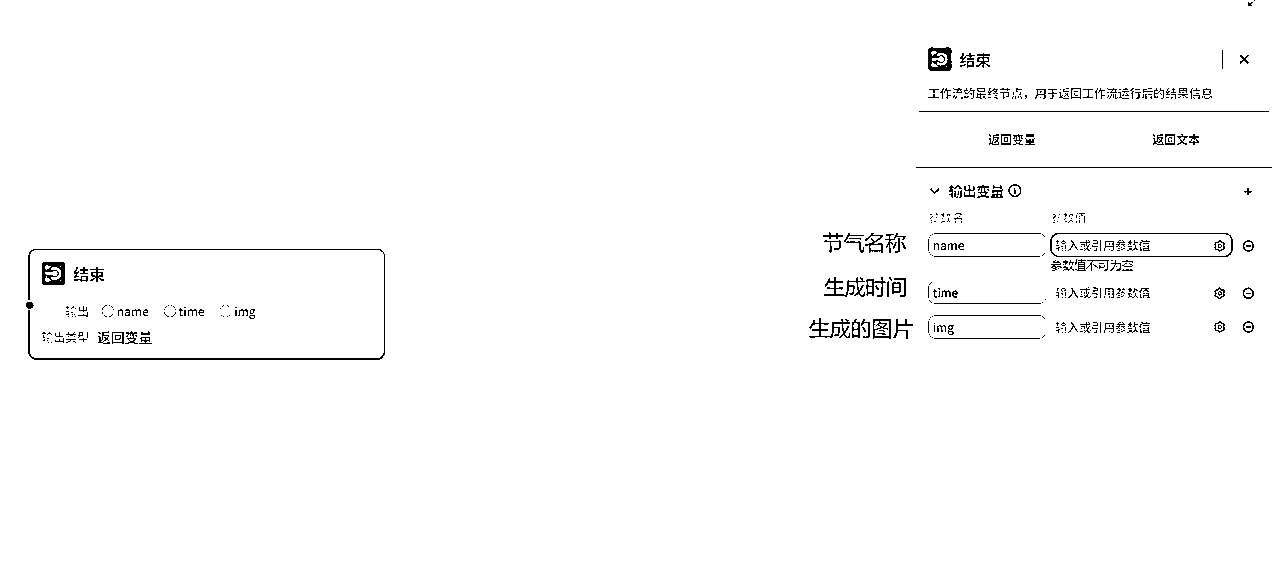 结束
工作流的最终节点，用于返回工作流运行后的结果信息
返回变量 返回文本
输出变量
参数名 参数值
节气名称 name 输入或引用参数值
参数值不可为空
生成时间 time 输入或引用参数值
生成的图片 img 输入或引用参数值
结束
输出 name time img
输出类型 返回变量